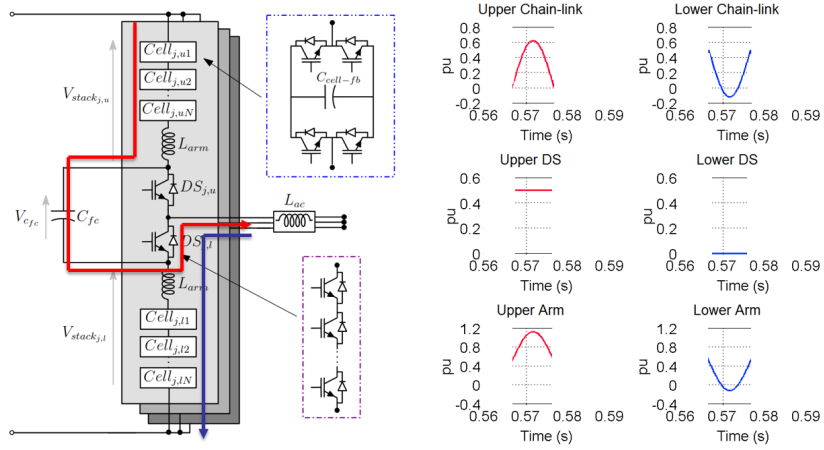 Cell_{j,u1}
Cell_{j,u2}
Cell_{j,uN}
V_{stack_{j,u}}
L_{arm}
DS_{j,u}
V_{C_{fc}}
C_{fc}
L_{ac}
DS_{j,l}
L_{arm}
V_{stack_{j,l}}
Cell_{j,l1}
Cell_{j,l2}
Cell_{j,lN}
C_{cell-fb}
Upper Chain-link
pu
0.8
0.6
0.4
0.2
0
-0.2
0.56 0.57 0.58 0.59
Time (s)
Lower Chain-link
pu
0.8
0.6
0.4
0.2
0
-0.2
0.56 0.57 0.58 0.59
Time (s)
Upper DS
pu
0.6
0.4
0.2
0
0.56 0.57 0.58 0.59
Time (s)
Lower DS
pu
0.6
0.4
0.2
0
0.56 0.57 0.58 0.59
Time (s)
Upper Arm
pu
1.2
0.8
0.4
0
-0.4
0.56 0.57 0.58 0.59
Time (s)
Lower Arm
pu
1.2
0.8
0.4
0
-0.4
0.56 0.57 0.58 0.59
Time (s)